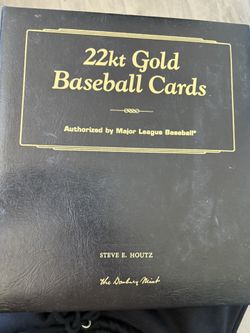 22kt Gold
Baseball Cards
Authorized by Major League Baseball®
STEVE E. HOUTZ
The Danbury Mint